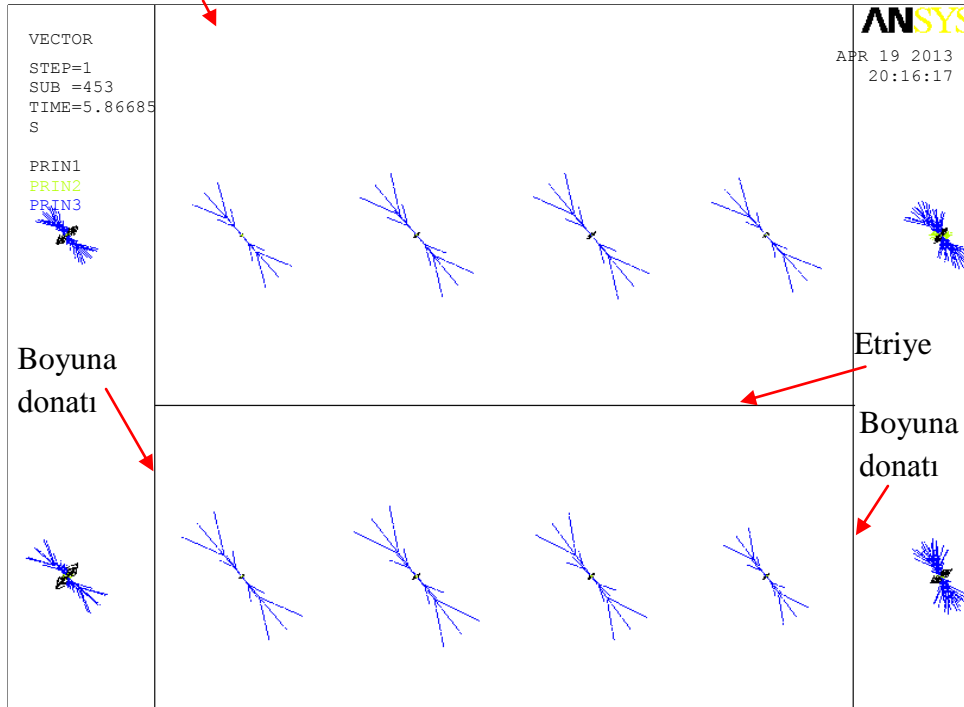 VECTOR
STEP=1
SUB =453
TIME=5.86685
S
PRIN1
PRIN2
PRIN3
ANSYS
APR 19 2013
20:16:17
Boyuna
donatı
Etriye
Boyuna
donatı